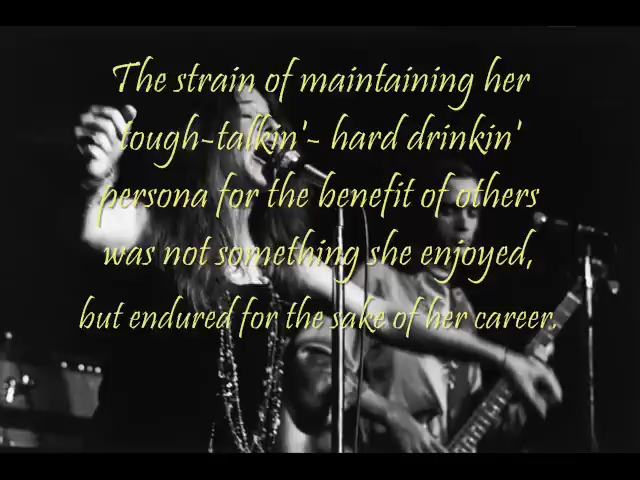 The strain of maintaining her
tough-talkin'- hard drinkin'
persona for the benefit of others
was not something she enjoyed,
but endured for the sake of her career.